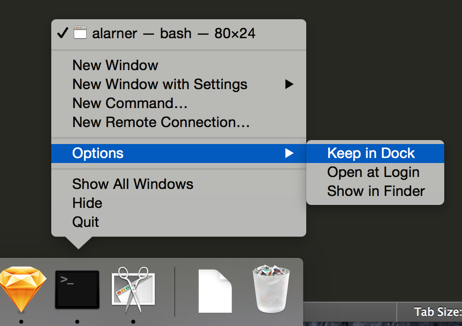 ✓ alarner — bash — 80×24
New Window
New Window with Settings
New Command...
New Remote Connection...
Options
Keep in Dock
Open at Login
Show in Finder
Show All Windows
Hide
Quit
>_
Tab Size: